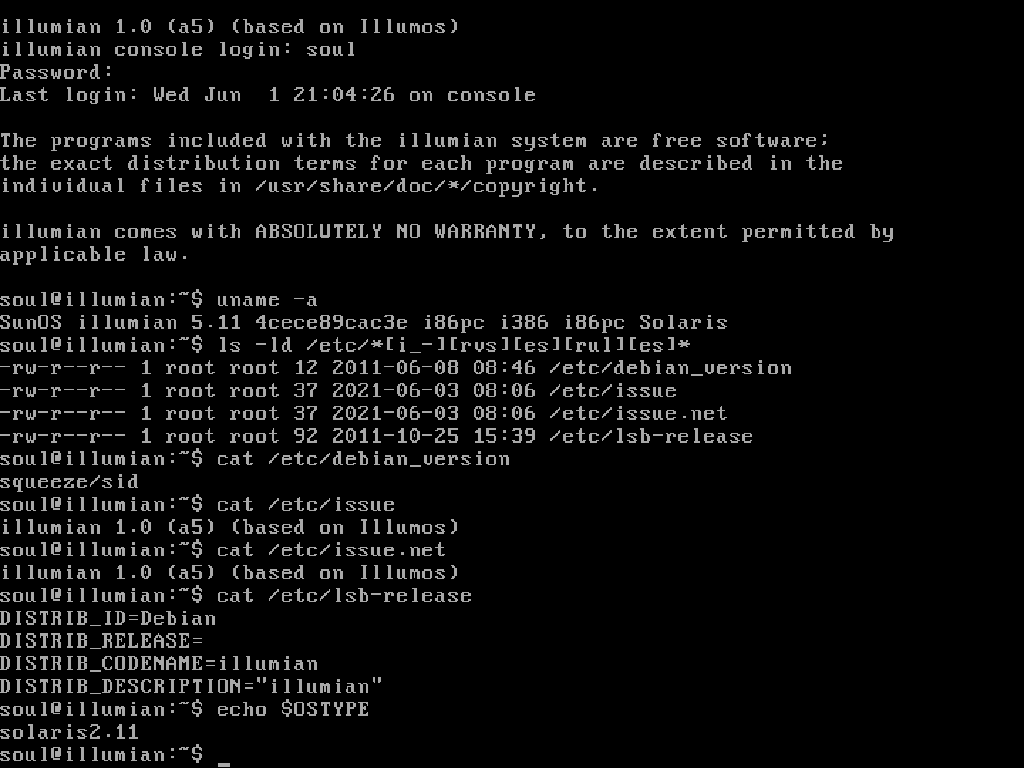 illumian 1.0 (a5) (based on Illumos)
illumian console login: soul
Password:
Last login: Wed Jun  1 21:04:26 on console
The programs included with the illumian system are free software;
the exact distribution terms for each program are described in the
individual files in /usr/share/doc/*/copyright.
illumian comes with ABSOLUTELY NO WARRANTY, to the extent permitted by
applicable law.
soul@illumian:~$ uname -a
SunOS illumian 5.11 4cece89cac3e i86pc i386 i86pc Solaris
soul@illumian:~$ ls -ld /etc/*[i_-][rvs][es][rul][es]*
-rw-r--r-- 1 root root 12 2011-06-08 08:46 /etc/debian_version
-rw-r--r-- 1 root root 37 2021-06-03 08:06 /etc/issue
-rw-r--r-- 1 root root 37 2021-06-03 08:06 /etc/issue.net
-rw-r--r-- 1 root root 92 2011-10-25 15:39 /etc/lsb-release
soul@illumian:~$ cat /etc/debian_version
squeeze/sid
soul@illumian:~$ cat /etc/issue
illumian 1.0 (a5) (based on Illumos)
soul@illumian:~$ cat /etc/issue.net
illumian 1.0 (a5) (based on Illumos)
soul@illumian:~$ cat /etc/lsb-release
DISTRIB_ID=Debian
DISTRIB_RELEASE=
DISTRIB_CODENAME=illumian
DISTRIB_DESCRIPTION="illumian"
soul@illumian:~$ echo $OSTYPE
solaris2.11
soul@illumian:~$ _